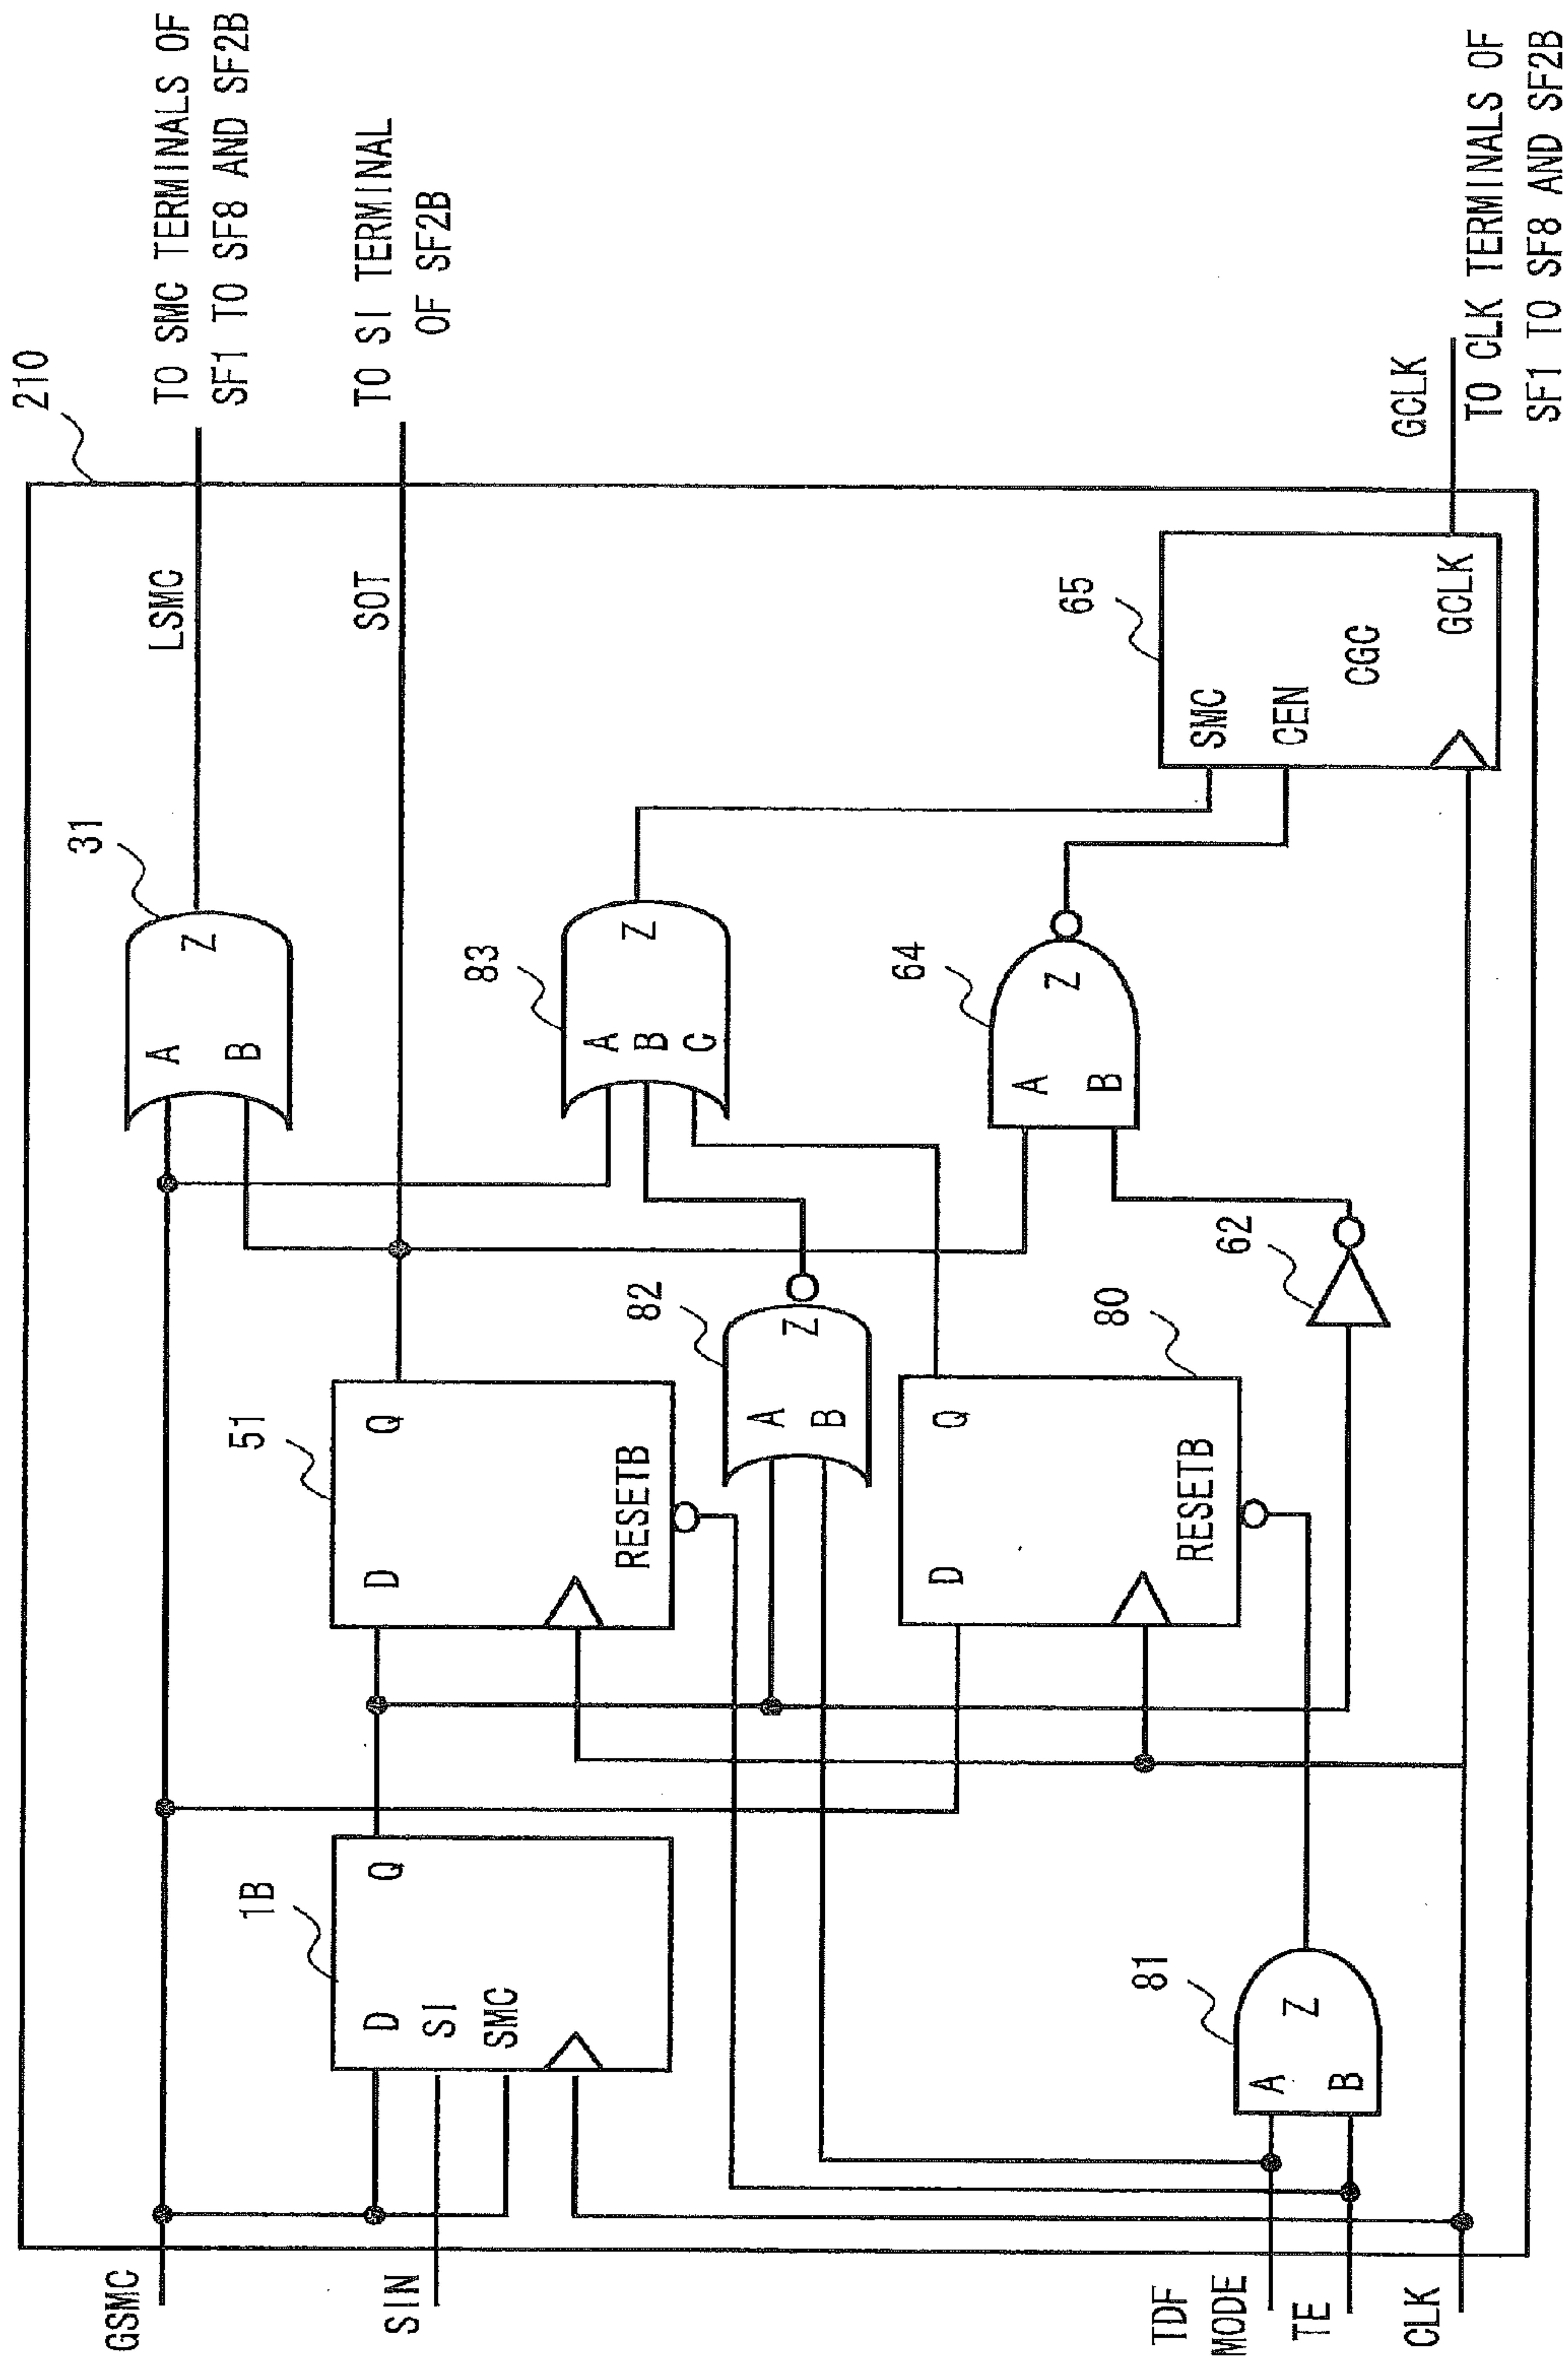 210
GSMC
31
A
B
Z
LSMC
TO SMC TERMINALS OF
SF1 TO SF8 AND SF2B
SIN
1B
D
SI
SMC
Q
51
D
Q
RESETB
SOT
TO SI TERMINAL
OF SF2B
82
A
B
Z
83
A
B
C
Z
80
D
Q
RESETB
64
A
B
Z
62
65
SMC
CEN
CGC
GCLK
TDF
MODE
TE
81
A
B
Z
CLK
GCLK
TO CLK TERMINALS OF
SF1 TO SF8 AND SF2B